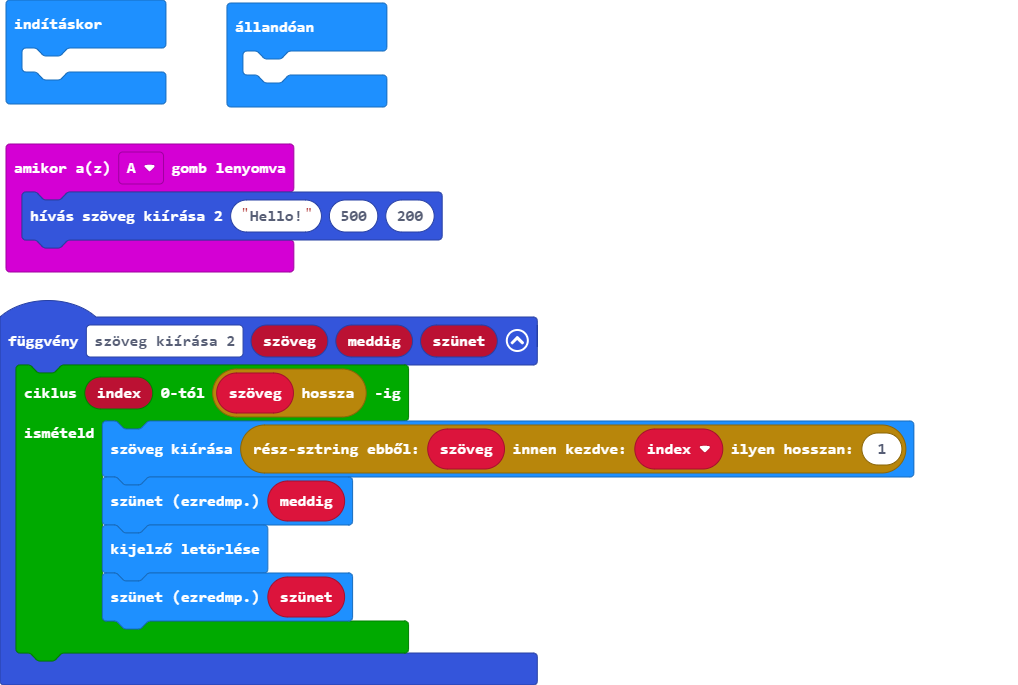 indításkor
állandóan
amikor a(z) A gomb lenyomva
hívás szöveg kiírása 2 "Hello!" 500 200
függvény szöveg kiírása 2 szöveg meddig szünet
ciklus index 0-tól szöveg hossza -ig
ismételd
szöveg kiírása rész-sztring ebből: szöveg innen kezdve: index ilyen hosszan: 1
szünet (ezredmp.) meddig
kijelző letörlése
szünet (ezredmp.) szünet